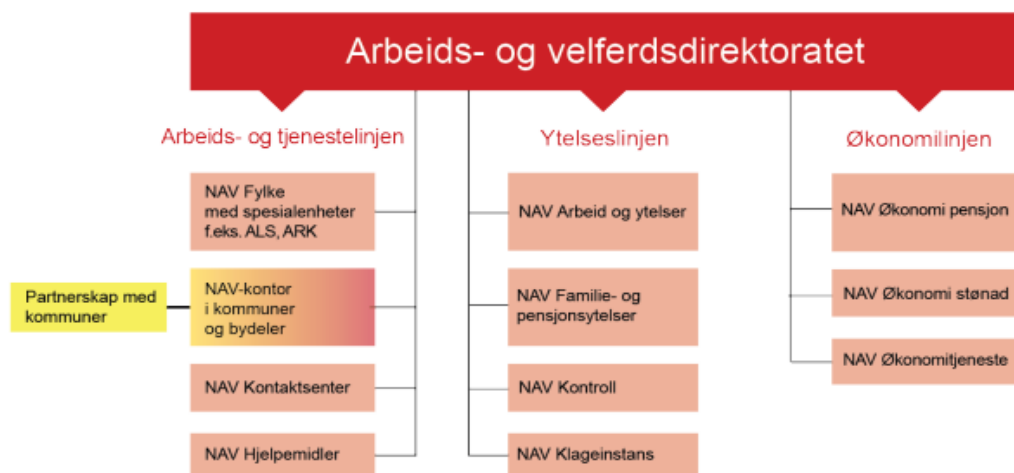 Arbeids- og velferdsdirektoratet
Arbeids- og tjenestelinjen
NAV Fylke
med spesialenheter
f.eks. ALS, ARK
Partnerskap med
kommuner
NAV-kontor
i kommuner
og bydeler
NAV Kontaktsenter
NAV Hjelpemidler
Ytelseslinjen
NAV Arbeid og ytelser
NAV Familie- og
pensjonsytelser
NAV Kontroll
NAV Klageinstans
Økonomilinjen
NAV Økonomi pensjon
NAV Økonomi stønad
NAV Økonomitjeneste